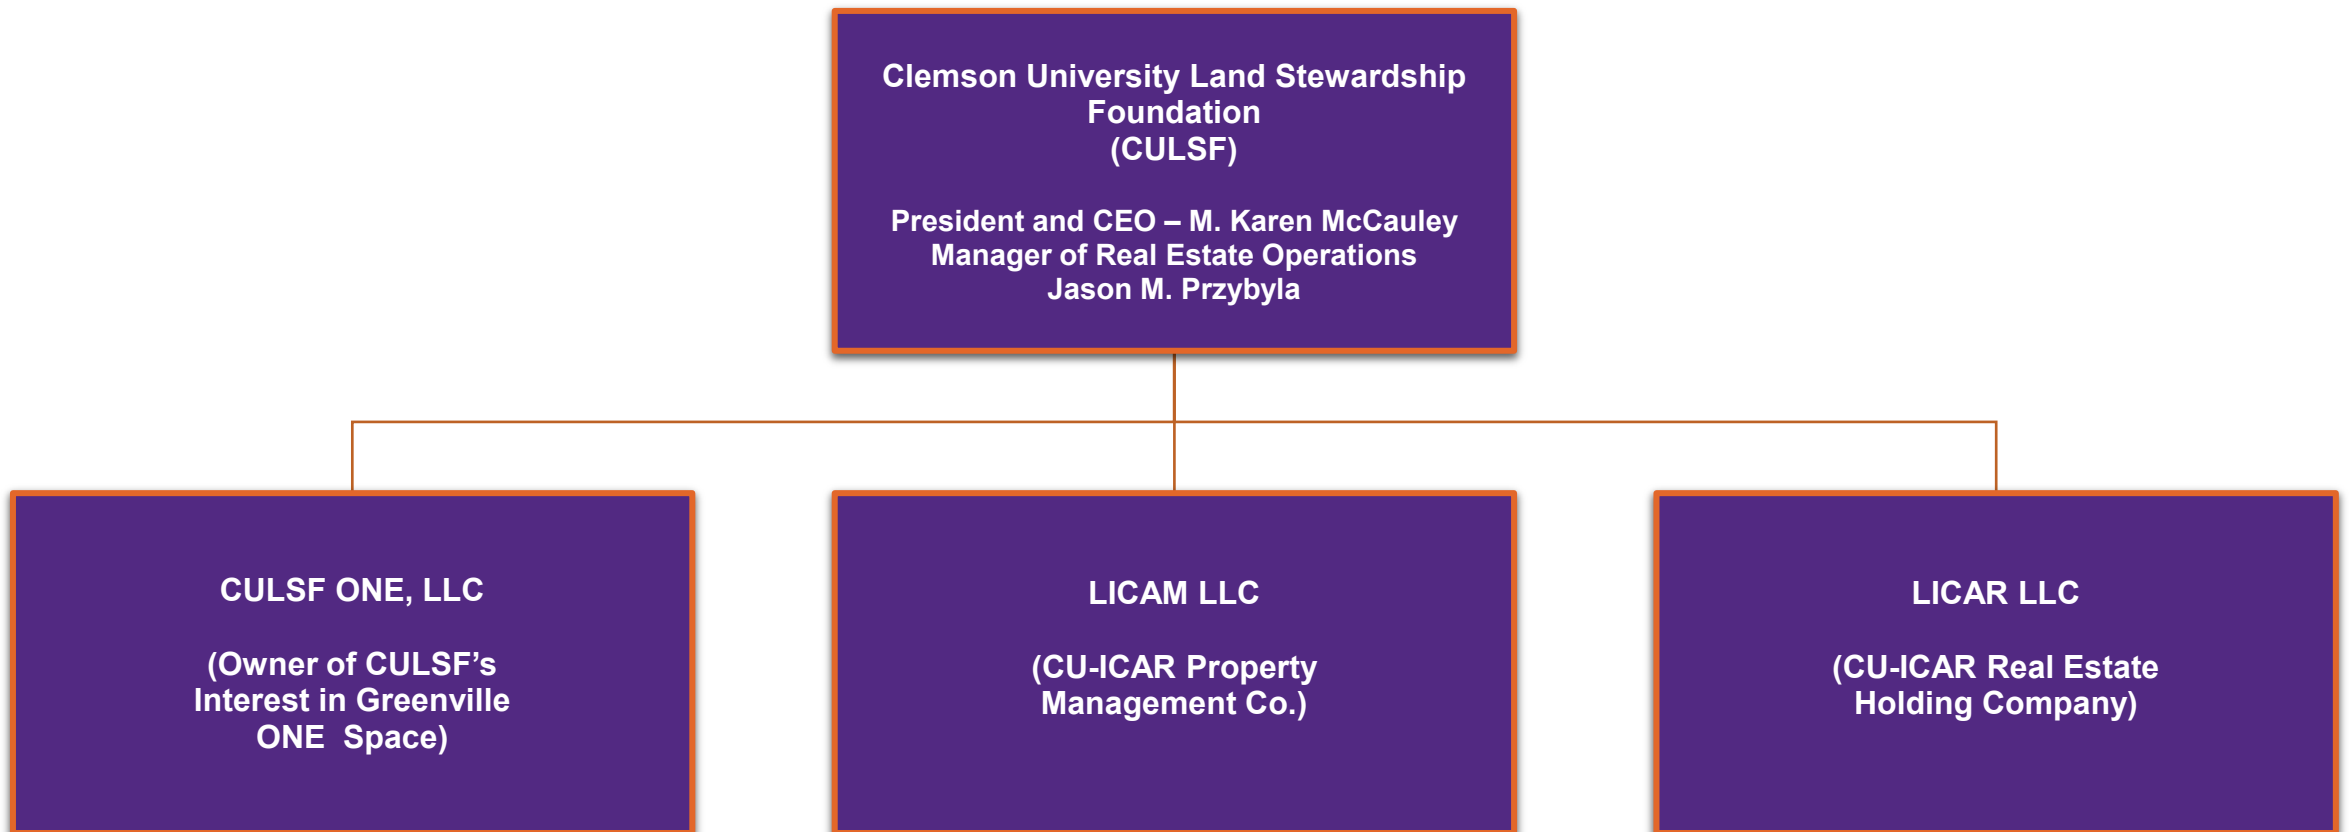 Clemson University Land Stewardship
Foundation
(CULSF)
President and CEO – M. Karen McCauley
Manager of Real Estate Operations
Jason M. Przybyla
CULSF ONE, LLC
(Owner of CULSF’s
Interest in Greenville
ONE  Space)
LICAM LLC
(CU-ICAR Property
Management Co.)
LICAR LLC
(CU-ICAR Real Estate
Holding Company)